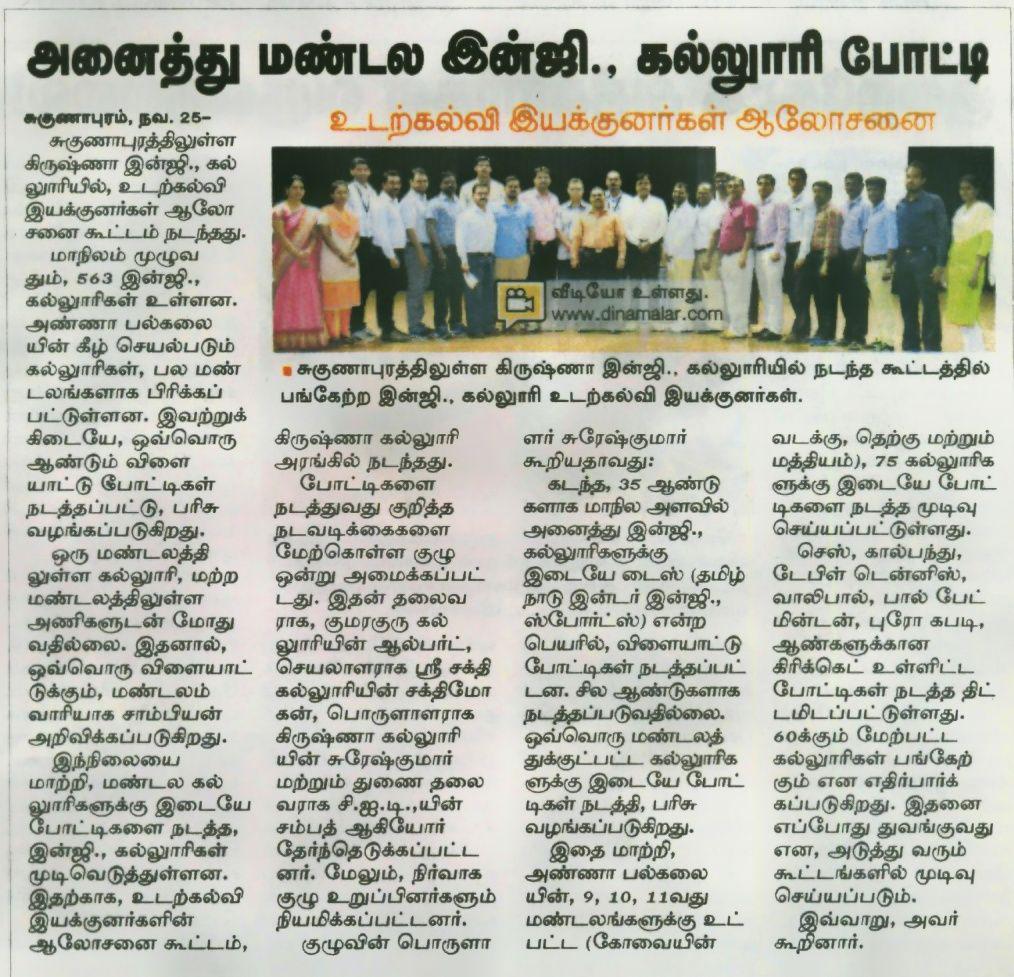 அனைத்து மண்டல இன்ஜி., கல்லுாரி போட்டி
உடற்கல்வி இயக்குனர்கள் ஆலோசனை
சுகுணாபுரம், நவ. 25–
சுகுணாபுரத்திலுள்ள
கிருஷ்ணா இன்ஜி., கல்
லுாரியில், உடற்கல்வி
இயக்குனர்கள் ஆலோ
சனை கூட்டம் நடந்தது.
மாநிலம் முழுவ
தும், 563 இன்ஜி.,
கல்லுாரிகள் உள்ளன.
அண்ணா பல்கலை
யின் கீழ் செயல்படும்
கல்லுாரிகள், பல மண்
டலங்களாக பிரிக்கப்
பட்டுள்ளன. இவற்றுக்
கிடையே, ஒவ்வொரு
ஆண்டும் விளை
யாட்டு போட்டிகள்
நடத்தப்பட்டு, பரிசு
வழங்கப்படுகிறது.
ஒரு மண்டலத்தி
லுள்ள கல்லுாரி, மற்ற
மண்டலத்திலுள்ள
அணிகளுடன் மோது
வதில்லை. இதனால்,
ஒவ்வொரு விளையாட்
டுக்கும், மண்டலம்
வாரியாக சாம்பியன்
அறிவிக்கப்படுகிறது.
இந்நிலையை
மாற்றி, மண்டல கல்
லுாரிகளுக்கு இடையே
போட்டிகளை நடத்த,
இன்ஜி., கல்லுாரிகள்
முடிவெடுத்துள்ளன.
இதற்காக, உடற்கல்வி
இயக்குனர்களின்
ஆலோசனை கூட்டம்,
வீடியோ உள்ளது.
www.dinamalar.com
சுகுணாபுரத்திலுள்ள கிருஷ்ணா இன்ஜி., கல்லுாரியில் நடந்த கூட்டத்தில்
பங்கேற்ற இன்ஜி., கல்லுாரி உடற்கல்வி இயக்குனர்கள்.
கிருஷ்ணா கல்லுாரி
அரங்கில் நடந்தது.
போட்டிகளை
நடத்துவது குறித்த
நடவடிக்கைகளை
மேற்கொள்ள குழு
ஒன்று அமைக்கப்பட்
டது. இதன் தலைவ
ராக, குமரகுரு கல்
லுாரியின் ஆல்பர்ட்,
செயலாளராக ஸ்ரீ சக்தி
கல்லுாரியின் சக்திமோ
கன், பொருளாளராக
கிருஷ்ணா கல்லுாரி
யின் சுரேஷ்குமார்
மற்றும் துணை தலை
வராக சி.ஐ.டி.,யின்
சம்பத் ஆகியோர்
தேர்ந்தெடுக்கப்பட்ட
னர். மேலும், நிர்வாக
குழு உறுப்பினர்களும்
நியமிக்கப்பட்டனர்.
குழுவின் பொருளா
ளர் சுரேஷ்குமார்
கூறியதாவது:
கடந்த, 35 ஆண்டு
களாக மாநில அளவில்
அனைத்து இன்ஜி.,
கல்லுாரிகளுக்கு
இடையே டைஸ் (தமிழ்
நாடு இன்டர் இன்ஜி.,
ஸ்போர்ட்ஸ்) என்ற
பெயரில், விளையாட்டு
போட்டிகள் நடத்தப்பட்
டன. சில ஆண்டுகளாக
நடத்தப்படுவதில்லை.
ஒவ்வொரு மண்டலத்
துக்குட்பட்ட கல்லுாரிக
ளுக்கு இடையே போட்
டிகள் நடத்தி, பரிசு
வழங்கப்படுகிறது.
இதை மாற்றி,
அண்ணா பல்கலை
யின், 9, 10, 11வது
மண்டலங்களுக்கு உட்
பட்ட (கோவையின்
வடக்கு, தெற்கு மற்றும்
மத்தியம்), 75 கல்லுாரிக
ளுக்கு இடையே போட்
டிகளை நடத்த முடிவு
செய்யப்பட்டுள்ளது.
செஸ், கால்பந்து,
டேபிள் டென்னிஸ்,
வாலிபால், பால் பேட்
மின்டன், புரோ கபடி,
ஆண்களுக்கான
கிரிக்கெட் உள்ளிட்ட
போட்டிகள் நடத்த திட்
டமிடப்பட்டுள்ளது.
60க்கும் மேற்பட்ட
கல்லுாரிகள் பங்கேற்
கும் என எதிர்பார்க்
கப்படுகிறது. இதனை
எப்போது துவங்குவது
என, அடுத்து வரும்
கூட்டங்களில் முடிவு
செய்யப்படும்.
இவ்வாறு, அவர்
கூறினார்.